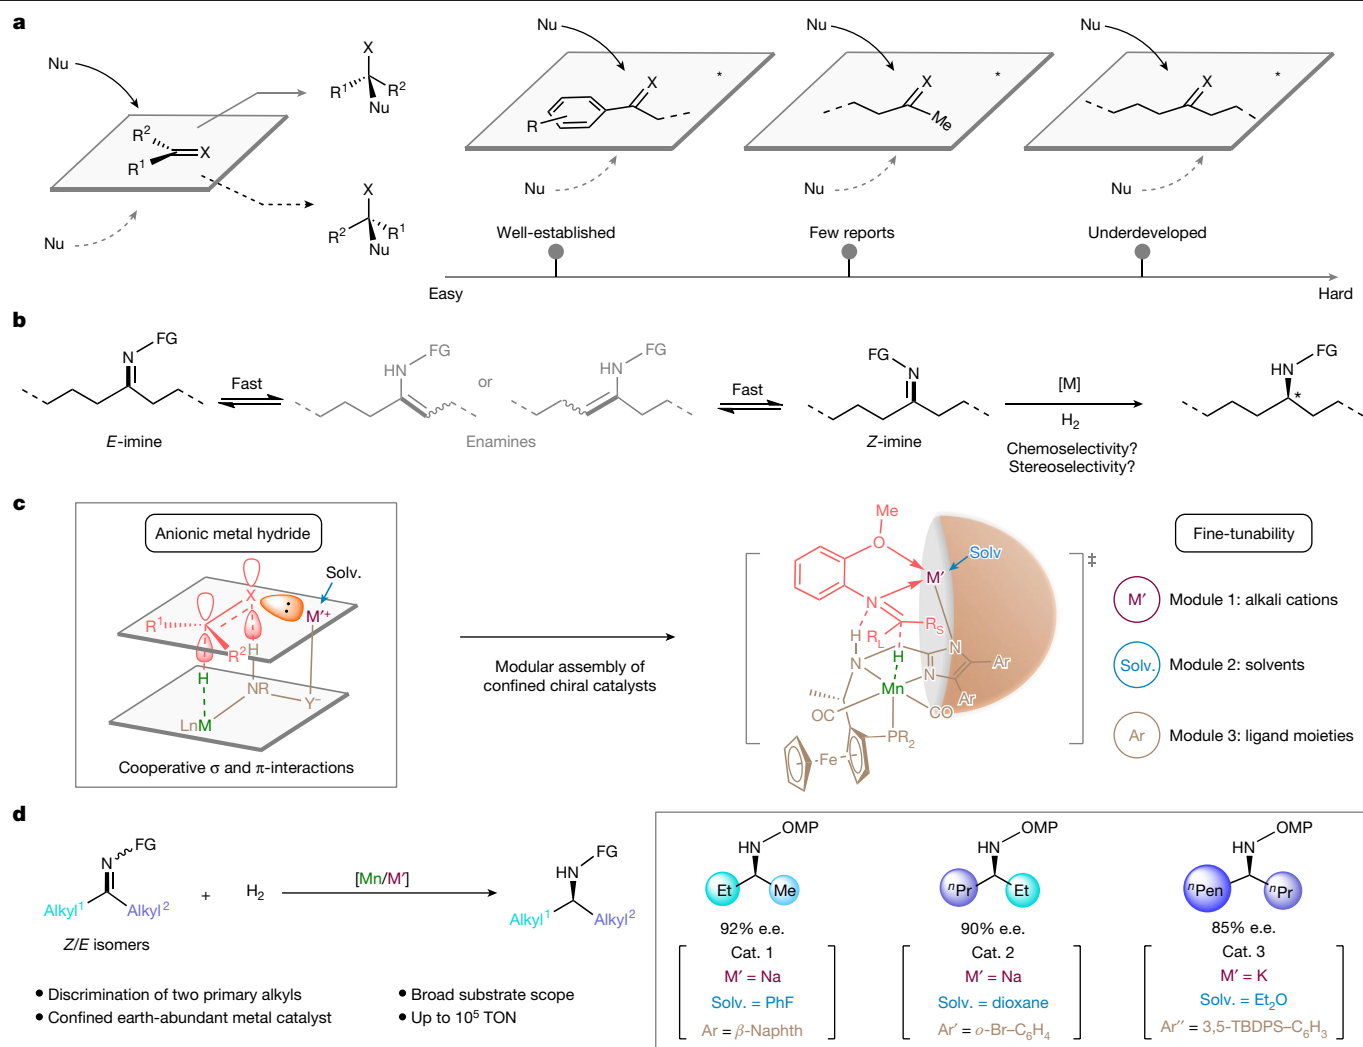 a
Nu
R¹
R²
X
Nu
R²
R¹
X
Nu
X
R²
R¹
Nu
Nu
X
R
*
Nu
Well-established
Nu
X
Me
*
Nu
Few reports
Nu
X
*
Nu
Underdeveloped
Easy
Hard
b
FG
N
E-imine
Fast
HN
FG
or
HN
FG
Enamines
Fast
FG
N
Z-imine
[M]
H₂
Chemoselectivity?
Stereoselectivity?
HN
FG
*
c
Anionic metal hydride
Solv.
X
M′⁺
R¹
R²
H
H
NR
Y⁻
LnM
Cooperative σ and π-interactions
Modular assembly of
confined chiral catalysts
Me
O
Solv
M′
N
R_S
R_L
H
H
N
N
N
Ar
Ar
Mn
OC
CO
PR₂
Fe
‡
Fine-tunability
M′
Module 1: alkali cations
Solv.
Module 2: solvents
Ar
Module 3: ligand moieties
d
FG
N
Alkyl¹
Alkyl²
Z/E isomers
+
H₂
[Mn/M′]
FG
HN
Alkyl¹
Alkyl²
• Discrimination of two primary alkyls
• Confined earth-abundant metal catalyst
• Broad substrate scope
• Up to 10⁵ TON
OMP
HN
Et
Me
92% e.e.
Cat. 1
M′ = Na
Solv. = PhF
Ar = β-Naphth
OMP
HN
ⁿPr
Et
90% e.e.
Cat. 2
M′ = Na
Solv. = dioxane
Ar′ = o-Br–C₆H₄
OMP
HN
ⁿPen
ⁿPr
85% e.e.
Cat. 3
M′ = K
Solv. = Et₂O
Ar″ = 3,5-TBDPS–C₆H₃